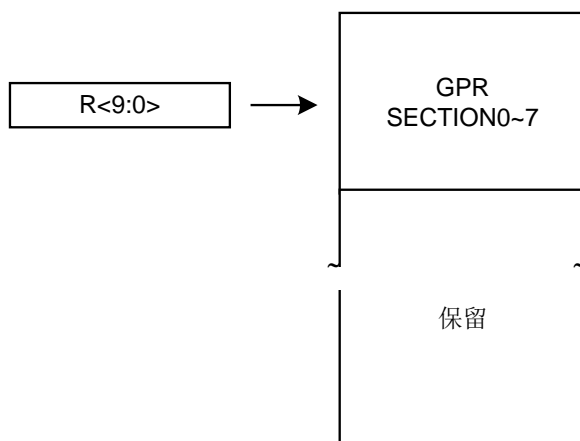 R<9:0>
GPR
SECTION0~7
~ ~
保留